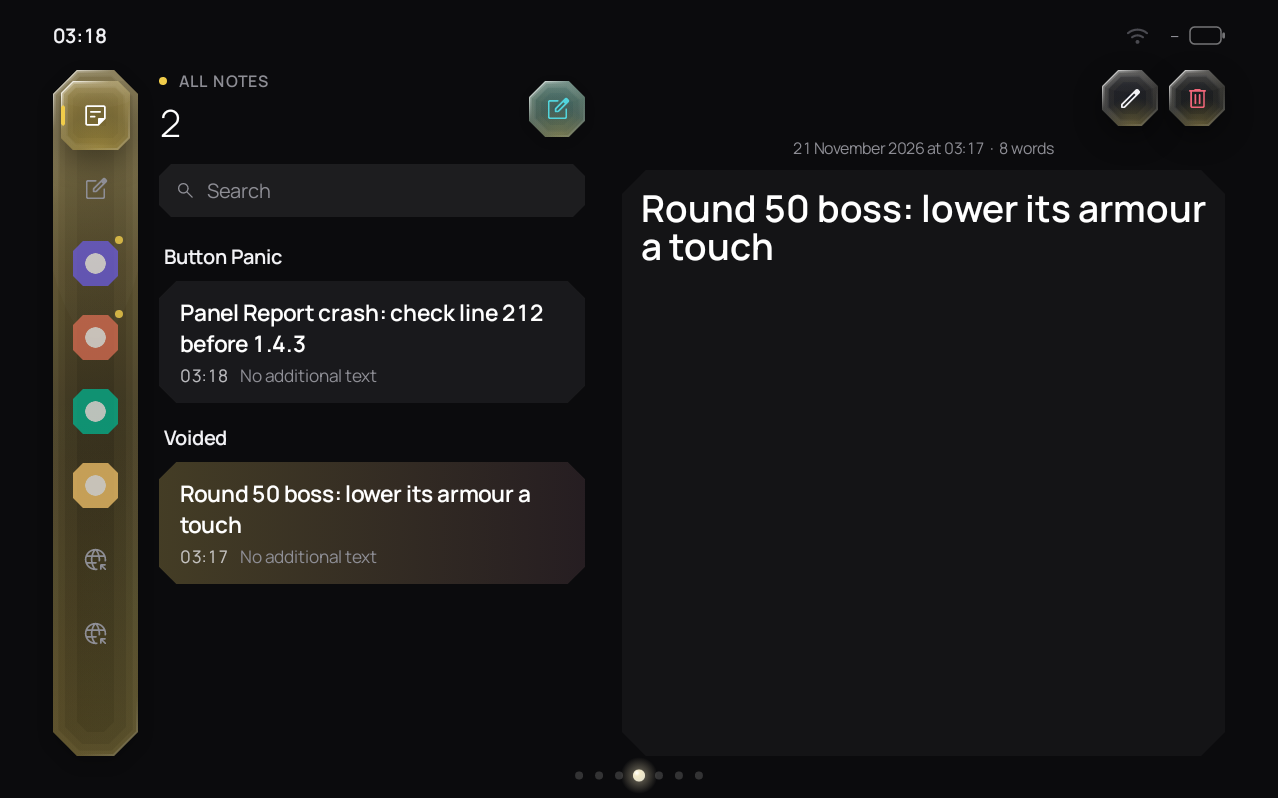 03:18
ALL NOTES
2
Search
Button Panic
Panel Report crash: check line 212
before 1.4.3
03:18 No additional text
Voided
Round 50 boss: lower its armour a
touch
03:17 No additional text
21 November 2026 at 03:17 · 8 words
Round 50 boss: lower its armour
a touch